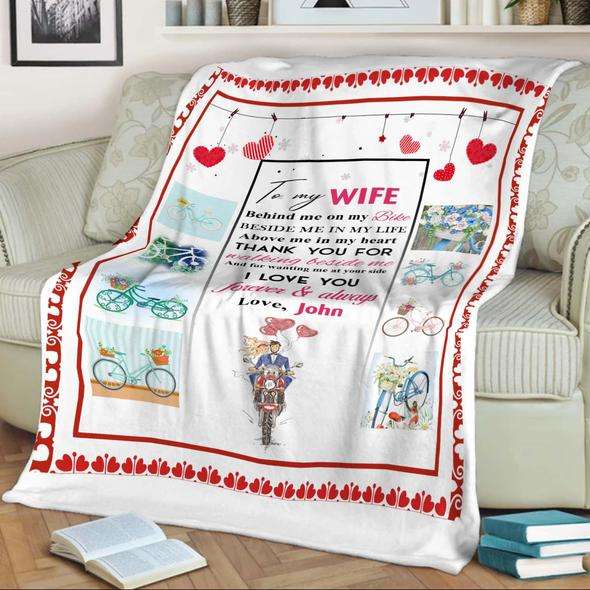 To my WIFE
Behind me on my Bike
BESIDE ME IN MY LIFE
Above me in my heart
THANK YOU FOR
walking beside me
And for wanting me at your side
I LOVE YOU
forever & always
Love, John